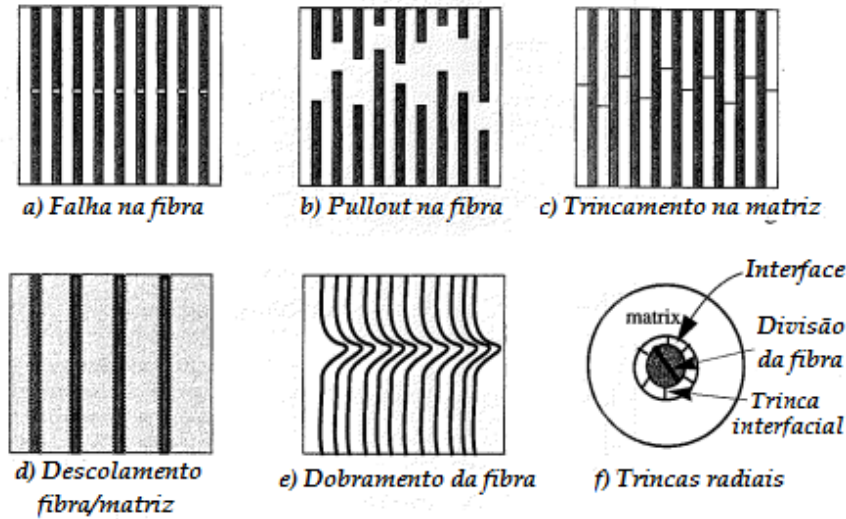 a) Falha na fibra
b) Pullout na fibra
c) Trincamento na matriz
d) Descolamento
fibra/matriz
e) Dobramento da fibra
Interface
matrix
Divisão
da fibra
Trinca
interfacial
f) Trincas radiais